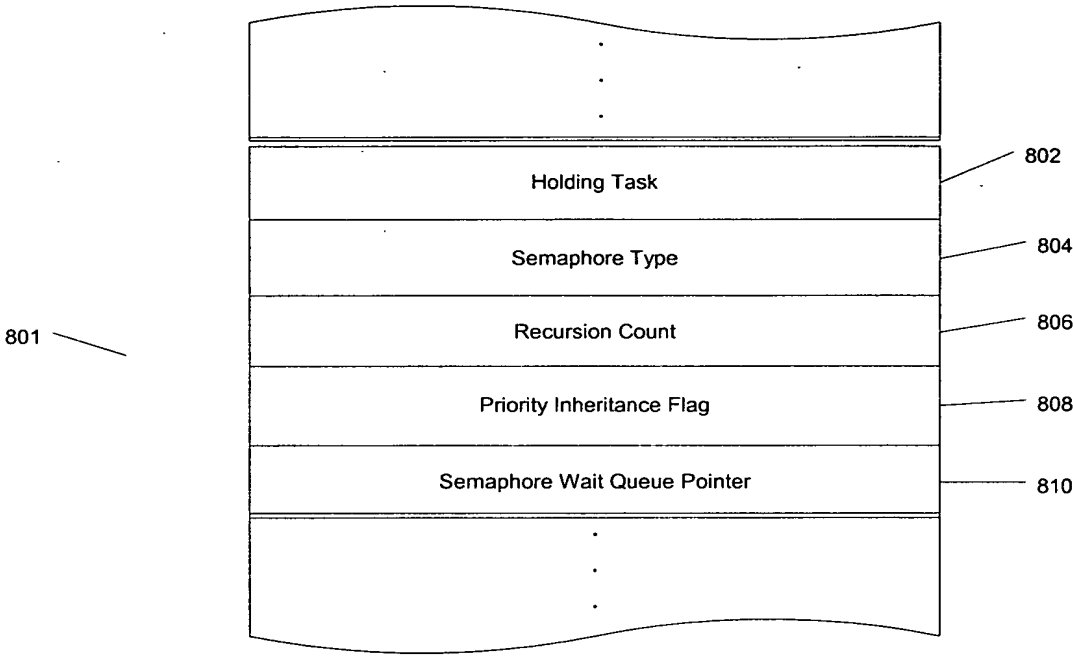 Holding Task
802
Semaphore Type
804
801
Recursion Count
806
Priority Inheritance Flag
808
Semaphore Wait Queue Pointer
810